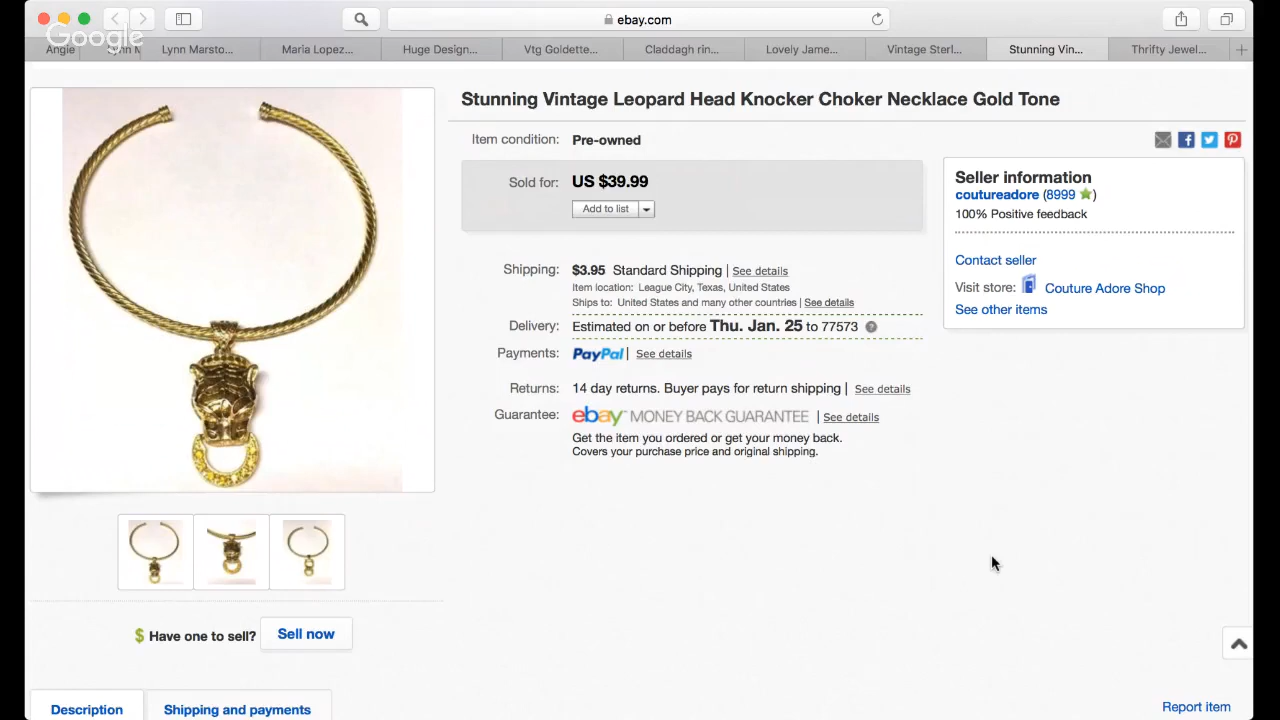 ebay.com
Google
Angie
Lynn Marsto...
Maria Lopez...
Huge Design...
Vtg Goldette...
Claddagh rin...
Lovely Jame...
Vintage Sterl...
Stunning Vin...
Thrifty Jewel...
Stunning Vintage Leopard Head Knocker Choker Necklace Gold Tone
Item condition: Pre-owned
Sold for: US $39.99
Add to list
Shipping: $3.95 Standard Shipping | See details
Item location: League City, Texas, United States
Ships to: United States and many other countries | See details
Delivery: Estimated on or before Thu. Jan. 25 to 77573 ?
Payments: PayPal | See details
Returns: 14 day returns. Buyer pays for return shipping | See details
Guarantee: ebay MONEY BACK GUARANTEE | See details
Get the item you ordered or get your money back.
Covers your purchase price and original shipping.
Seller information
coutureadore (8999)
100% Positive feedback
Contact seller
Visit store: Couture Adore Shop
See other items
$ Have one to sell? Sell now
Description
Shipping and payments
Report item